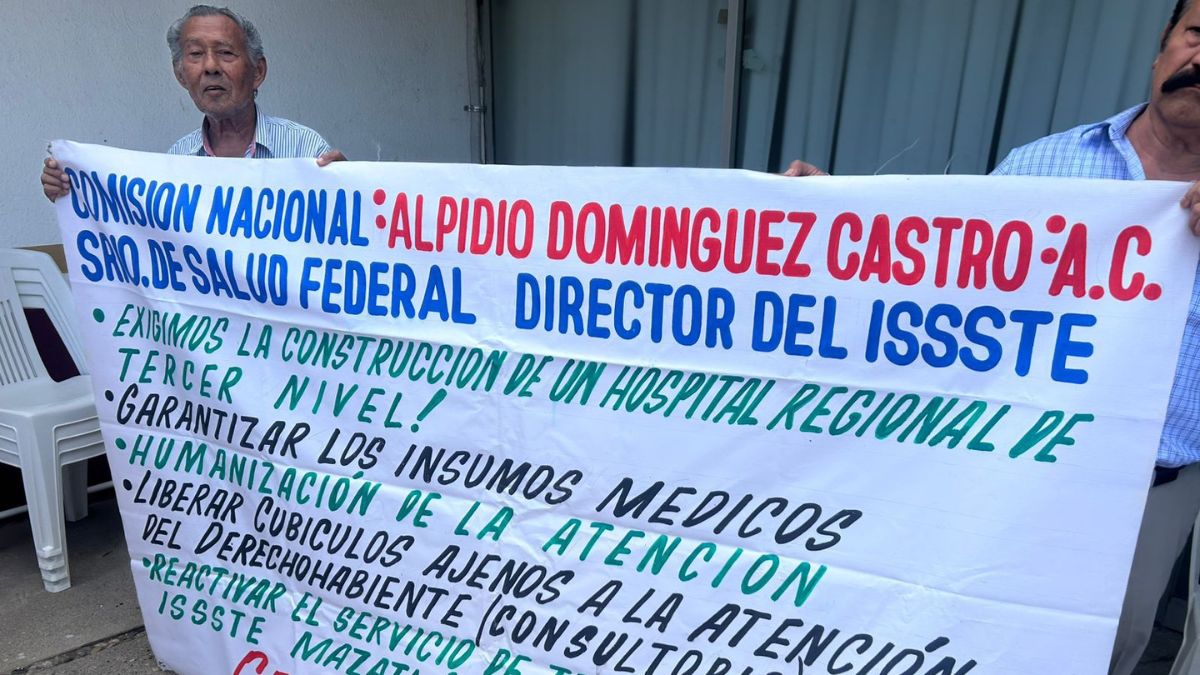 COMISION NACIONAL:ALPIDIO DOMINGUEZ CASTRO:A.C.
SRIO. DE SALUD FEDERAL DIRECTOR DEL ISSSTE
• EXIGIMOS LA CONSTRUCCION DE UN HOSPITAL REGIONAL DE
TERCER NIVEL!
• GARANTIZAR LOS INSUMOS MEDICOS
• HUMANIZACIÓN DE LA ATENCION
• LIBERAR CUBICULOS AJENOS A LA ATENCIÓN
DEL DERECHOHABIENTE (CONSULTORIO
• REACTIVAR EL SERVICIO DE
ISSSTE